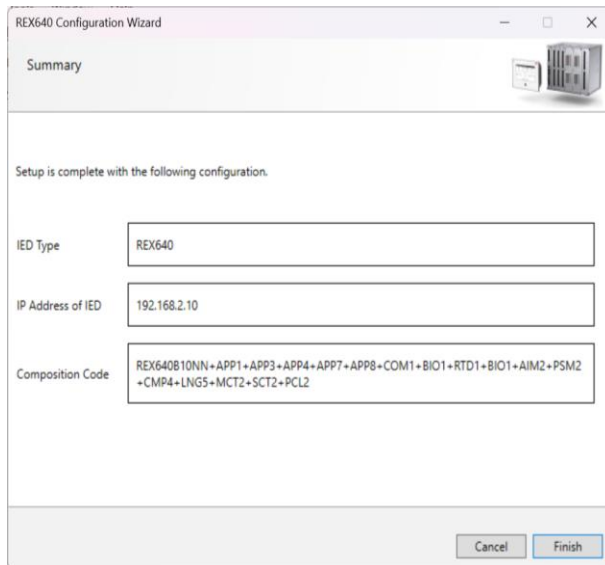 REX640 Configuration Wizard
Summary
Setup is complete with the following configuration.
IED Type
REX640
IP Address of IED
192.168.2.10
Composition Code
REX640B10NN+APP1+APP3+APP4+APP7+APP8+COM1+BIO1+RTD1+BIO1+AIM2+PSM2
+CMP4+LNG5+MCT2+SCT2+PCL2
Cancel
Finish